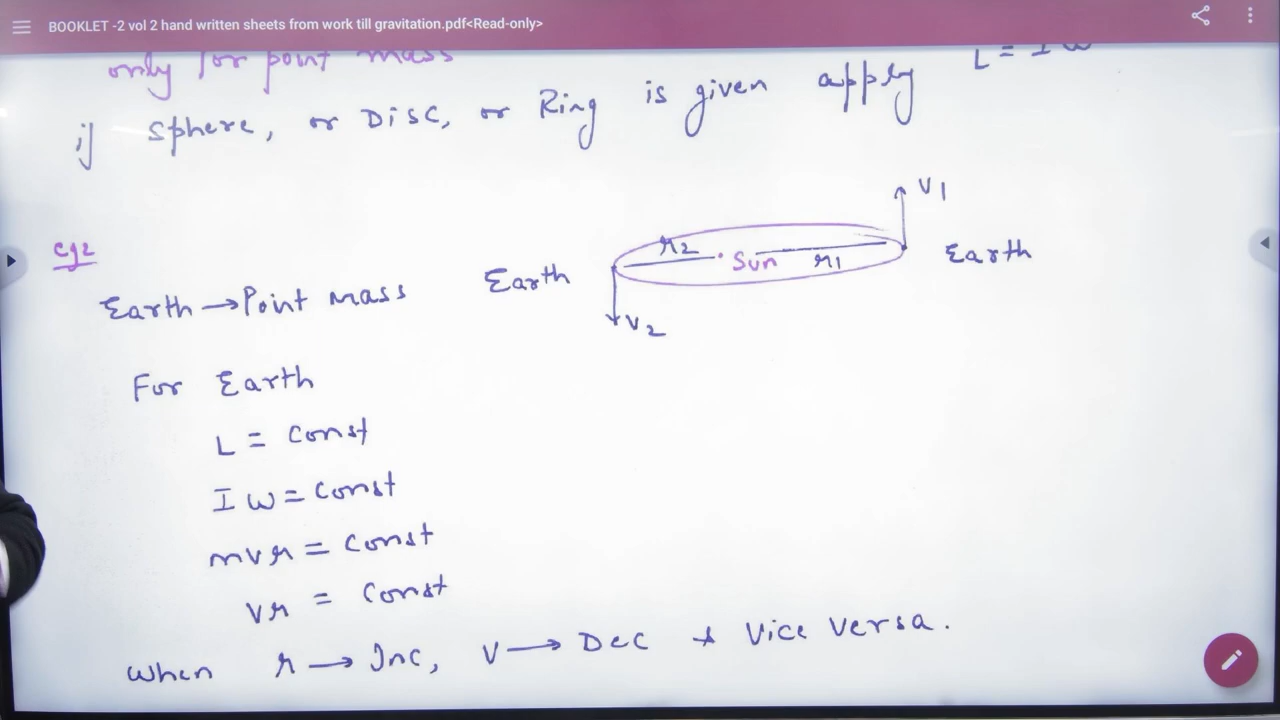 BOOKLET -2 vol 2 hand written sheets from work till gravitation.pdf<Read-only>
only for point mass
L = I ω
if Sphere, or DISC, or Ring is given apply
eg2
V1
r2
Sun
r1
Earth
Earth
Earth → Point mass
V2
For Earth
L = Const
I ω = Const
mvr = Const
vr = Const
When r → Inc, V → Dec & Vice Versa.